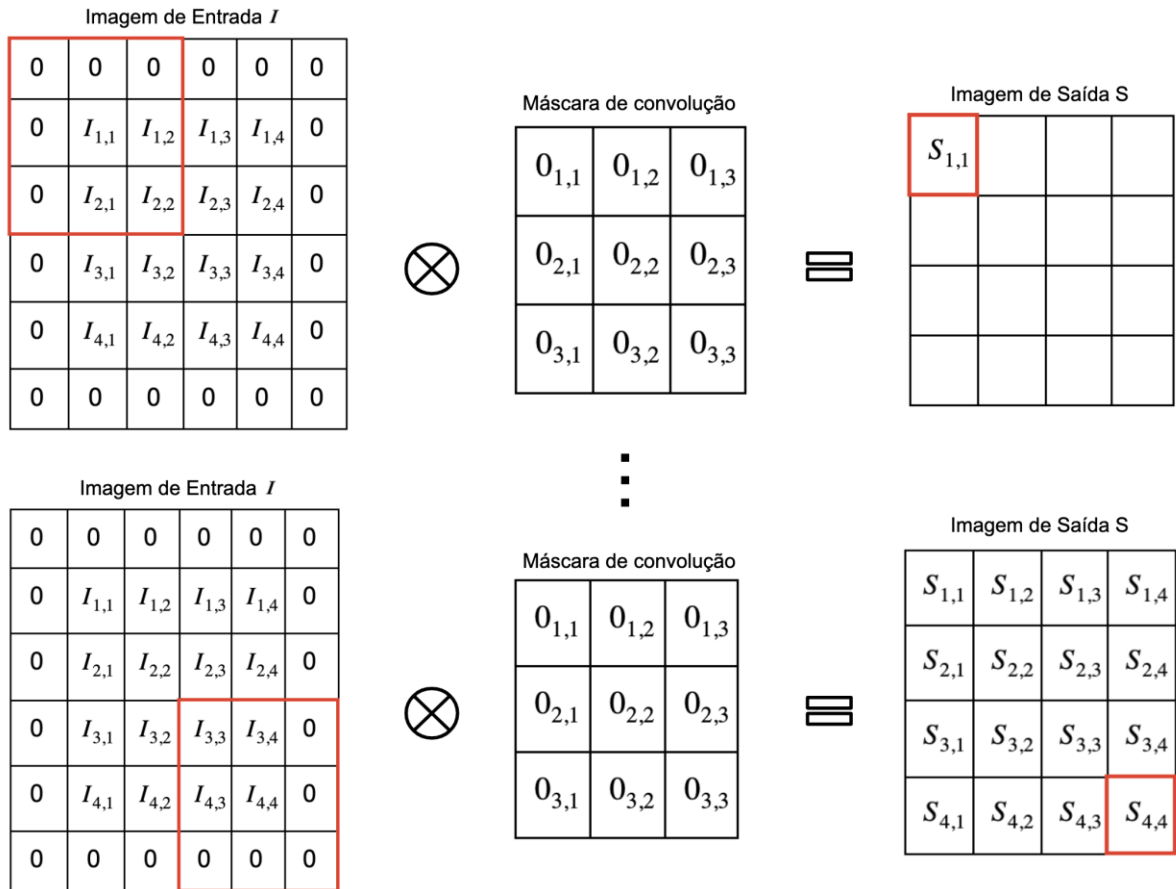 Imagem de Entrada I
0 0 0 0 0 0
0 I1,1 I1,2 I1,3 I1,4 0
0 I2,1 I2,2 I2,3 I2,4 0
0 I3,1 I3,2 I3,3 I3,4 0
0 I4,1 I4,2 I4,3 I4,4 0
0 0 0 0 0 0
⊗
Máscara de convolução
01,1 01,2 01,3
02,1 02,2 02,3
03,1 03,2 03,3
=
Imagem de Saída S
S1,1
⋮
Imagem de Entrada I
0 0 0 0 0 0
0 I1,1 I1,2 I1,3 I1,4 0
0 I2,1 I2,2 I2,3 I2,4 0
0 I3,1 I3,2 I3,3 I3,4 0
0 I4,1 I4,2 I4,3 I4,4 0
0 0 0 0 0 0
⊗
Máscara de convolução
01,1 01,2 01,3
02,1 02,2 02,3
03,1 03,2 03,3
=
Imagem de Saída S
S1,1 S1,2 S1,3 S1,4
S2,1 S2,2 S2,3 S2,4
S3,1 S3,2 S3,3 S3,4
S4,1 S4,2 S4,3 S4,4